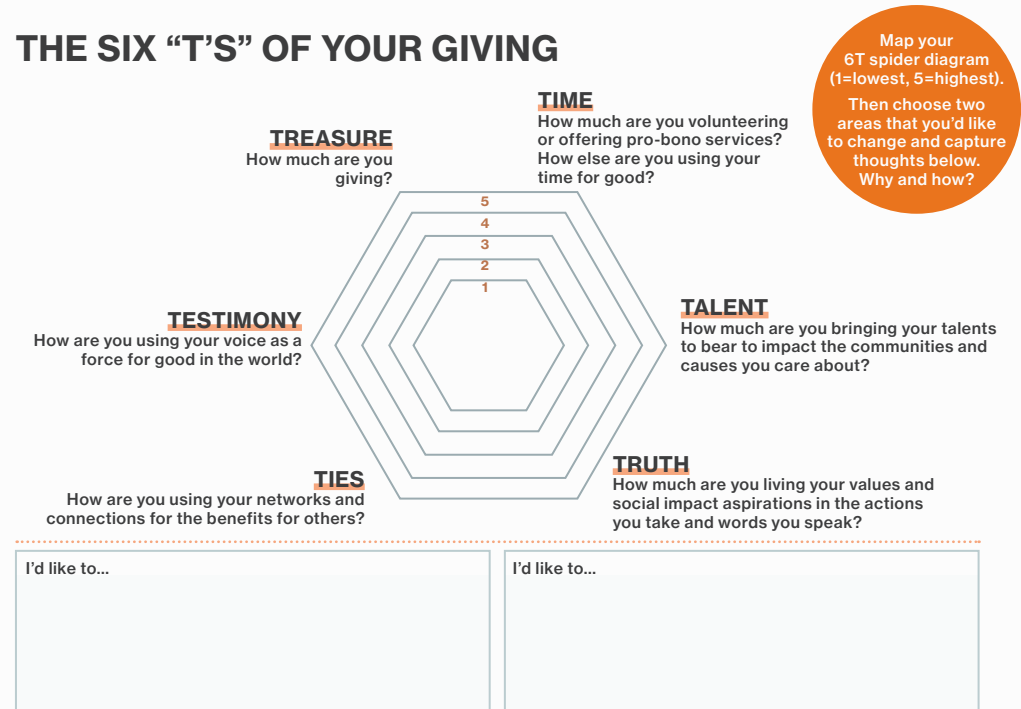 THE SIX “T'S” OF YOUR GIVING
Map your
6T spider diagram
(1=lowest, 5=highest).
Then choose two
areas that you’d like
to change and capture
thoughts below.
Why and how?
TREASURE
How much are you
giving?
TIME
How much are you volunteering
or offering pro-bono services?
How else are you using your
time for good?
5
4
3
2
1
TESTIMONY
How are you using your voice as a
force for good in the world?
TALENT
How much are you bringing your talents
to bear to impact the communities and
causes you care about?
TIES
How are you using your networks and
connections for the benefits for others?
TRUTH
How much are you living your values and
social impact aspirations in the actions
you take and words you speak?
I’d like to...
I’d like to...